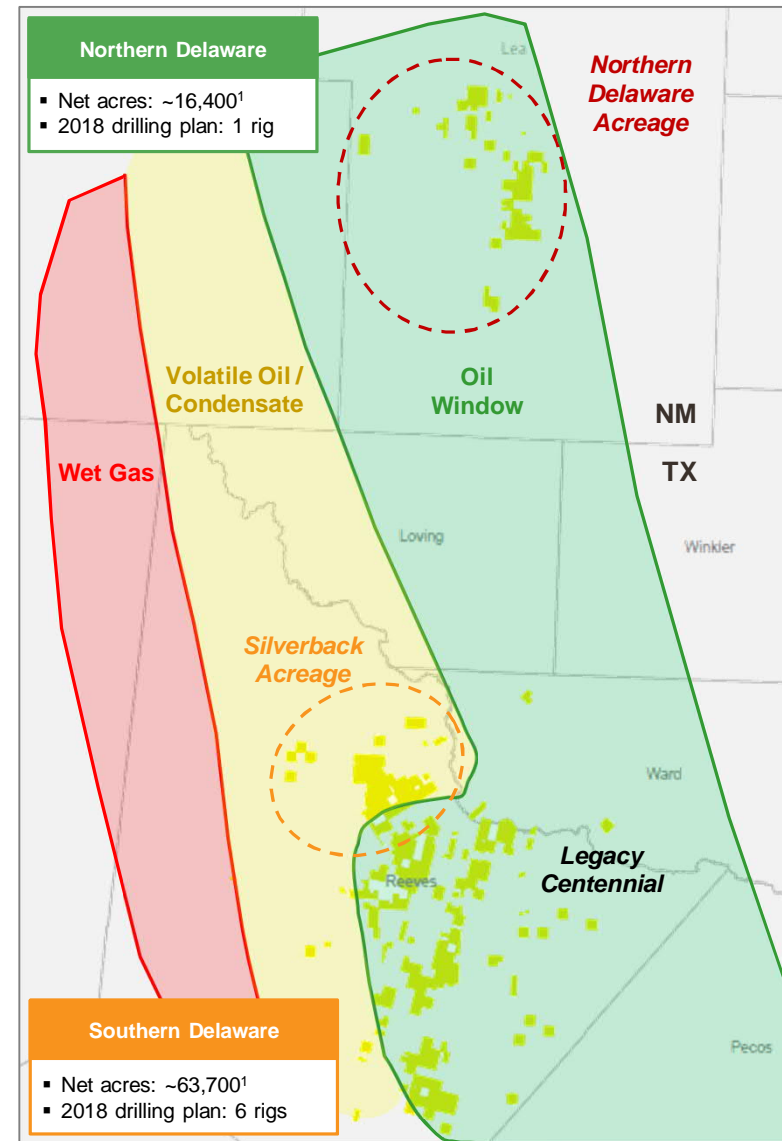 Northern Delaware
▪ Net acres: ~16,400¹
▪ 2018 drilling plan: 1 rig
Lea
Northern
Delaware
Acreage
Volatile Oil /
Condensate
Oil
Window
NM
TX
Wet Gas
Loving
Winkler
Silverback
Acreage
Ward
Legacy
Centennial
Reeves
Southern Delaware
▪ Net acres: ~63,700¹
▪ 2018 drilling plan: 6 rigs
Pecos